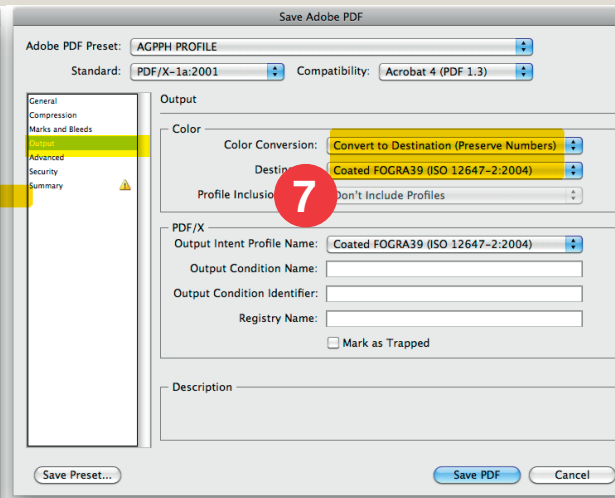 Save Adobe PDF
Adobe PDF Preset: AGPPH PROFILE
Standard: PDF/X-1a:2001 Compatibility: Acrobat 4 (PDF 1.3)
General
Compression
Marks and Bleeds
Output
Advanced
Security
Summary
Output
Color
Color Conversion: Convert to Destination (Preserve Numbers)
Coated FOGRA39 (ISO 12647-2:2004)
7
Profile Inclusion Don't Include Profiles
PDF/X
Output Intent Profile Name: Coated FOGRA39 (ISO 12647-2:2004)
Output Condition Name:
Output Condition Identifier:
Registry Name:
Mark as Trapped
Description
Save Preset... Save PDF Cancel